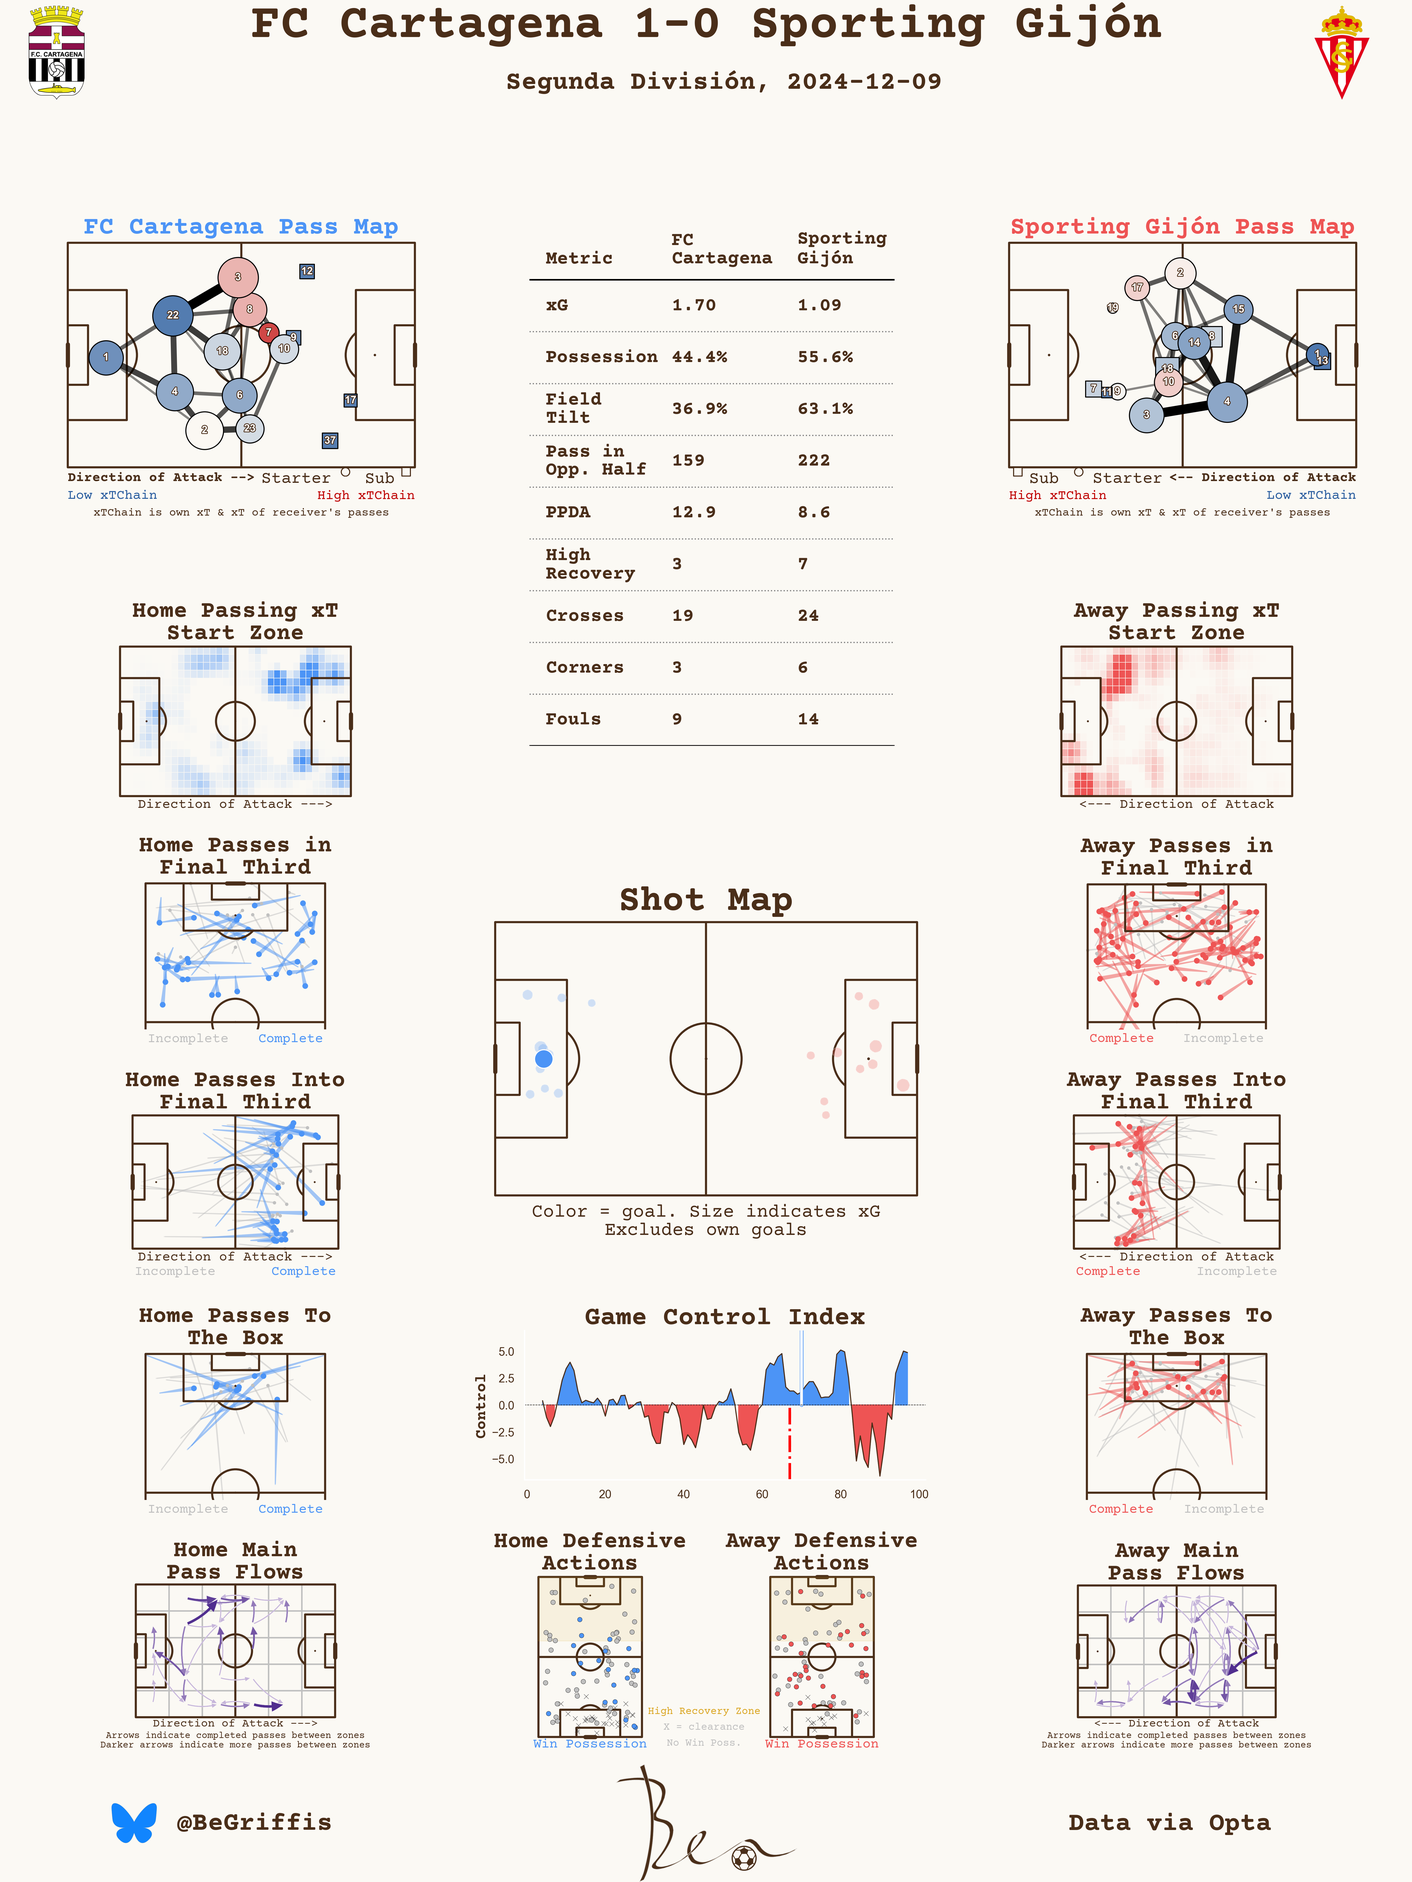 FC Cartagena 1-0 Sporting Gijón
Segunda División, 2024-12-09
F.C. CARTAGENA
FC Cartagena Pass Map
3
12
22
8
7
9
18
10
1
4
6
17
2
23
37
Direction of Attack --> Starter Sub
Low xTChain High xTChain
xTChain is own xT & xT of receiver's passes
Metric FC Cartagena Sporting Gijón
xG 1.70 1.09
Possession 44.4% 55.6%
Field Tilt 36.9% 63.1%
Pass in Opp. Half 159 222
PPDA 12.9 8.6
High Recovery 3 7
Crosses 19 24
Corners 3 6
Fouls 9 14
Sporting Gijón Pass Map
2
17
19
15
6
8
14
1
13
18
10
7
11
9
4
3
Sub Starter <-- Direction of Attack
High xTChain Low xTChain
xTChain is own xT & xT of receiver's passes
Home Passing xT
Start Zone
Direction of Attack --->
Away Passing xT
Start Zone
<--- Direction of Attack
Home Passes in
Final Third
Incomplete Complete
Away Passes in
Final Third
Complete Incomplete
Shot Map
Color = goal. Size indicates xG
Excludes own goals
Home Passes Into
Final Third
Direction of Attack --->
Incomplete Complete
Away Passes Into
Final Third
<--- Direction of Attack
Complete Incomplete
Home Passes To
The Box
Incomplete Complete
Game Control Index
Control
5.0
2.5
0.0
−2.5
−5.0
0 20 40 60 80 100
Away Passes To
The Box
Complete Incomplete
Home Main
Pass Flows
Direction of Attack --->
Arrows indicate completed passes between zones
Darker arrows indicate more passes between zones
Home Defensive
Actions
Win Possession
High Recovery Zone
X = clearance
No Win Poss.
Away Defensive
Actions
Win Possession
Away Main
Pass Flows
<--- Direction of Attack
Arrows indicate completed passes between zones
Darker arrows indicate more passes between zones
@BeGriffis
Ben
Data via Opta